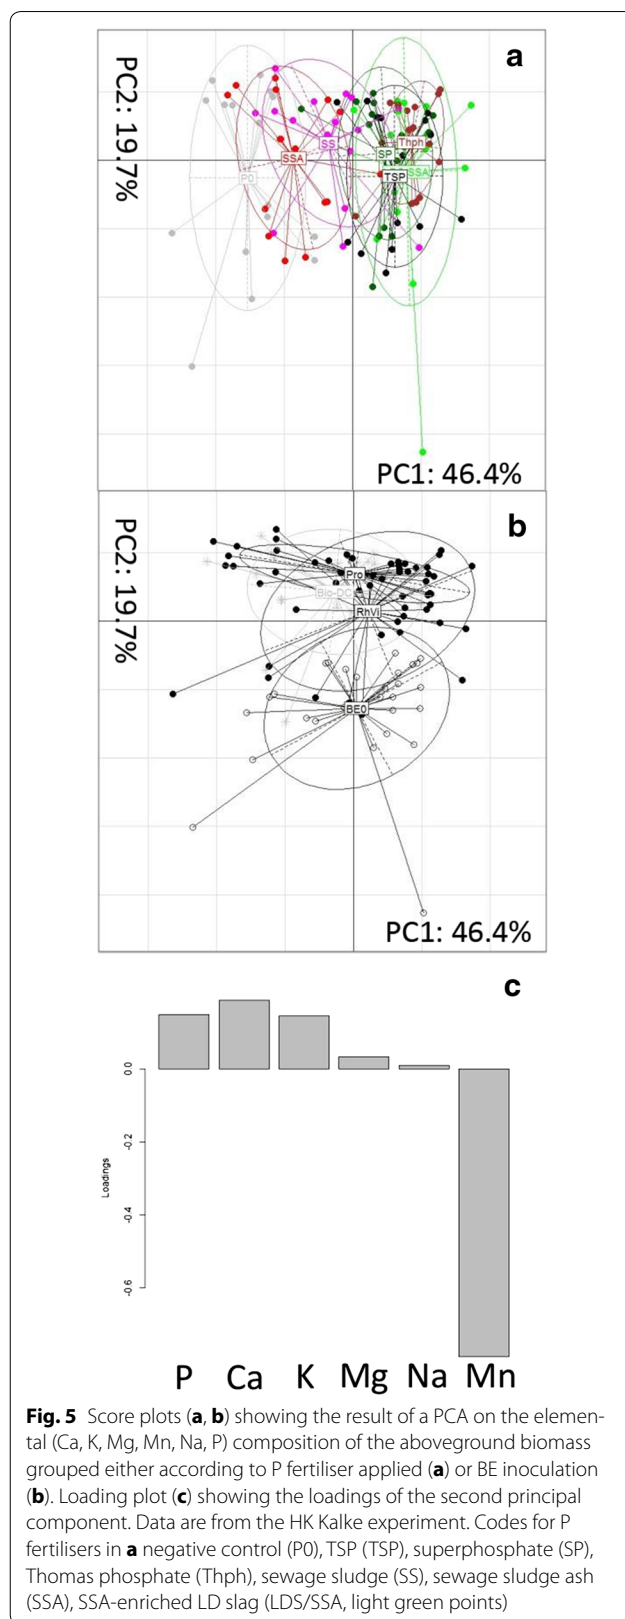 a
PC2: 19.7%
P0
SSA
SS
SP
Thph
SSA
TSP
PC1: 46.4%
b
PC2: 19.7%
Pro
Bio-DC
RhVi
BE0
PC1: 46.4%
c
0.0
-0.2
-0.4
-0.6
Loadings
P Ca K Mg Na Mn
Fig. 5 Score plots (a, b) showing the result of a PCA on the elemen-
tal (Ca, K, Mg, Mn, Na, P) composition of the aboveground biomass
grouped either according to P fertiliser applied (a) or BE inoculation
(b). Loading plot (c) showing the loadings of the second principal
component. Data are from the HK Kalke experiment. Codes for P
fertilisers in a negative control (P0), TSP (TSP), superphosphate (SP),
Thomas phosphate (Thph), sewage sludge (SS), sewage sludge ash
(SSA), SSA-enriched LD slag (LDS/SSA, light green points)